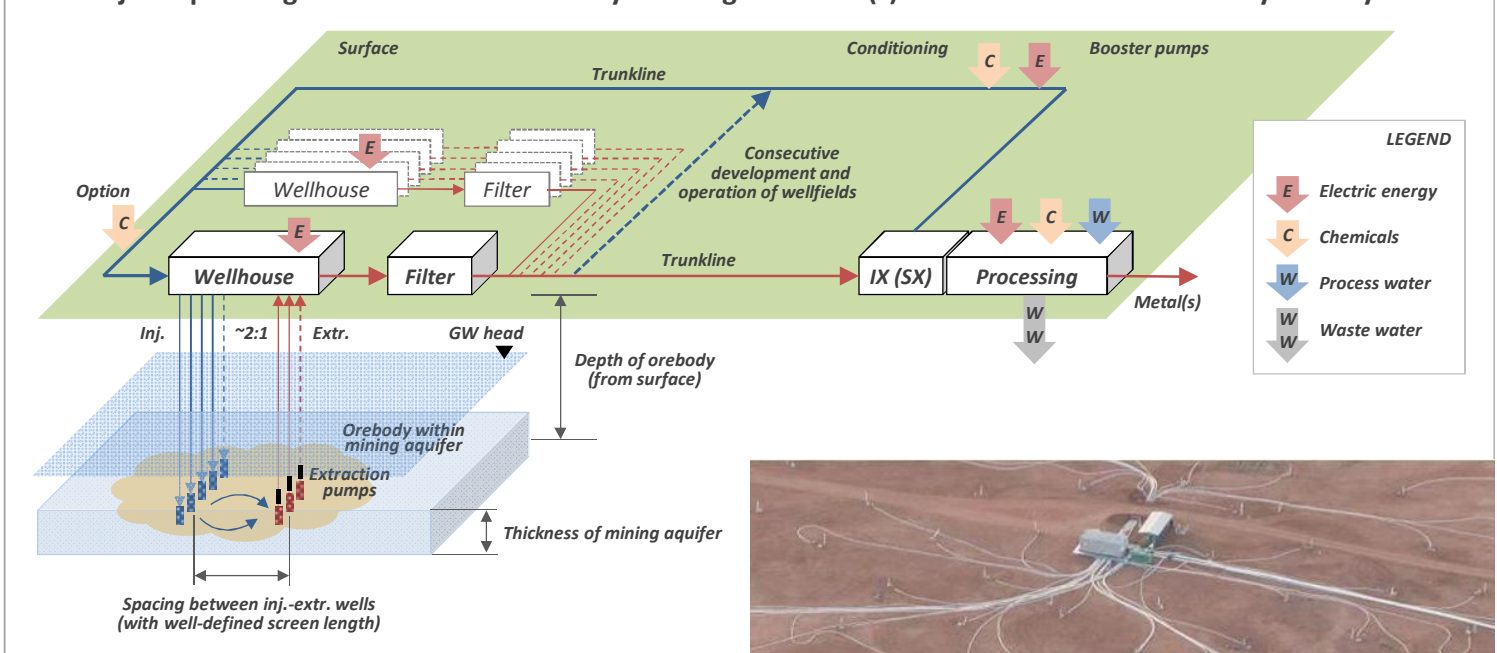 Surface
Conditioning
Booster pumps
C
E
Trunkline
LEGEND
E
Electric energy
C
Chemicals
W
Process water
W
W
Waste water
E
Wellhouse
Filter
Consecutive
development and
operation of wellfields
Option
C
E
Wellhouse
Filter
Trunkline
E
C
W
IX (SX)
Processing
Metal(s)
W
W
Inj.
~2:1
Extr.
GW head
Depth of orebody
(from surface)
Orebody within
mining aquifer
Extraction
pumps
Thickness of mining aquifer
Spacing between inj.-extr. wells
(with well-defined screen length)